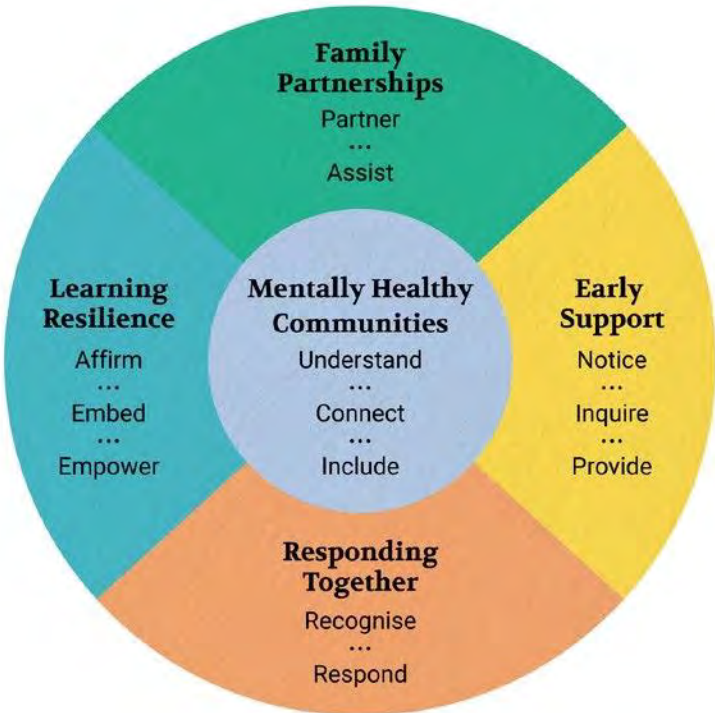 Family
Partnerships
Partner
...
Assist
Learning
Resilience
Affirm
...
Embed
...
Empower
Mentally Healthy
Communities
Understand
...
Connect
...
Include
Early
Support
Notice
...
Inquire
...
Provide
Responding
Together
Recognise
...
Respond